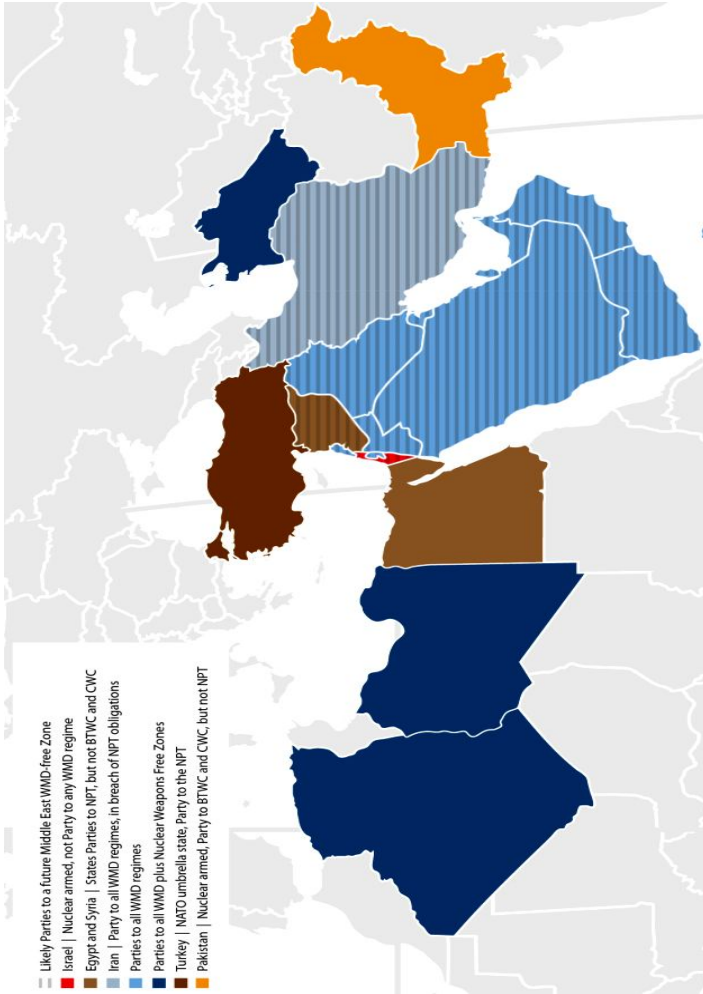 Likely Parties to a future Middle East WMD-free Zone
Israel | Nuclear armed, not Party to any WMD regime
Egypt and Syria | States Parties to NPT, but not BTWC and CWC
Iran | Party to all WMD regimes, in breach of NPT obligations
Parties to all WMD regimes
Parties to all WMD plus Nuclear Weapons Free Zones
Turkey | NATO umbrella state, Party to the NPT
Pakistan | Nuclear armed, Party to BTWC and CWC, but not NPT